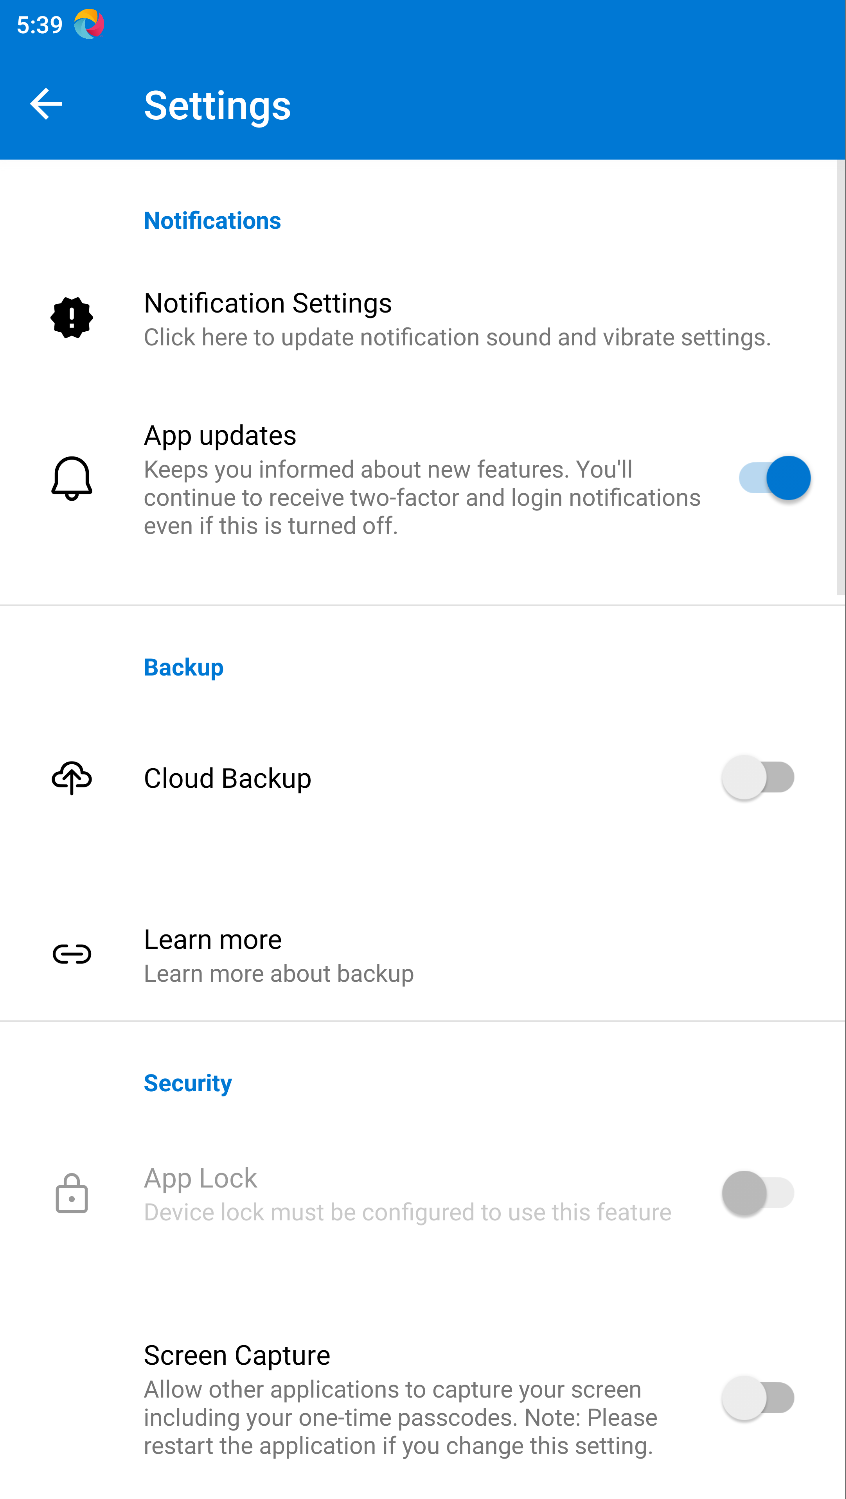 5:39
Settings
Notifications
Notification Settings
Click here to update notification sound and vibrate settings.
App updates
Keeps you informed about new features. You'll
continue to receive two-factor and login notifications
even if this is turned off.
Backup
Cloud Backup
Learn more
Learn more about backup
Security
App Lock
Device lock must be configured to use this feature
Screen Capture
Allow other applications to capture your screen
including your one-time passcodes. Note: Please
restart the application if you change this setting.